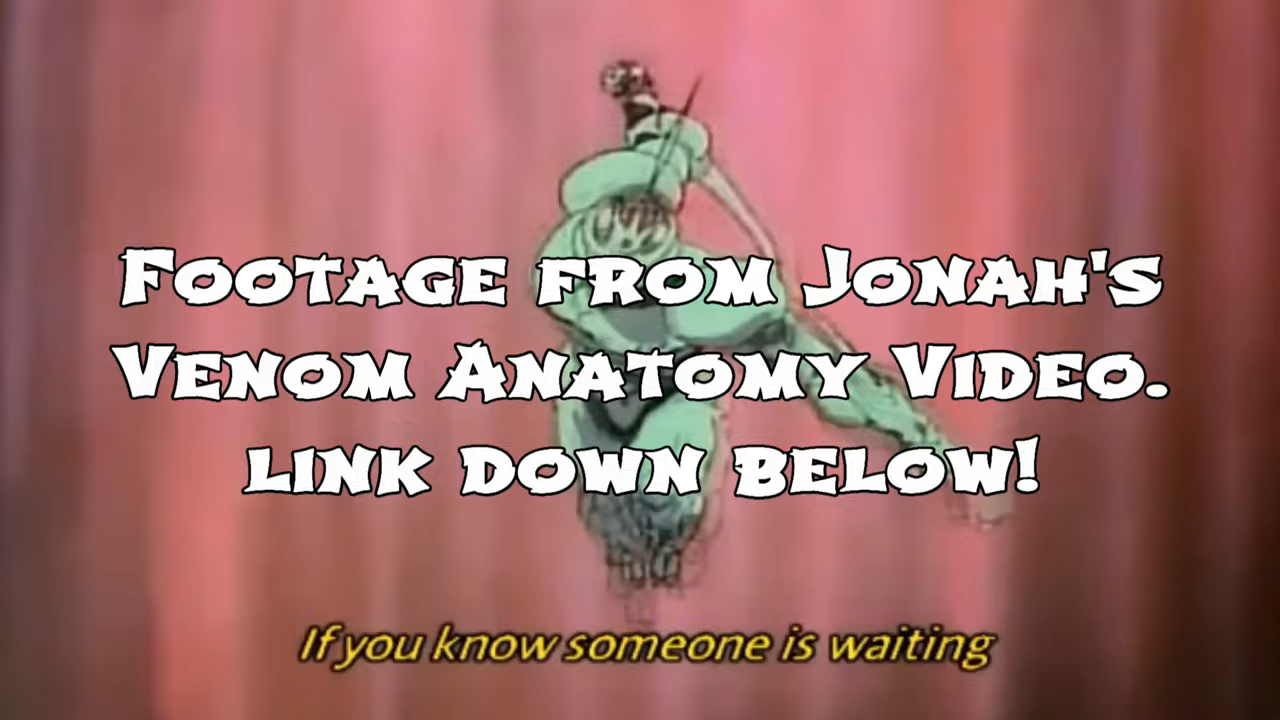 Footage from Jonah's
Venom Anatomy Video.
Link down below!
If you know someone is waiting